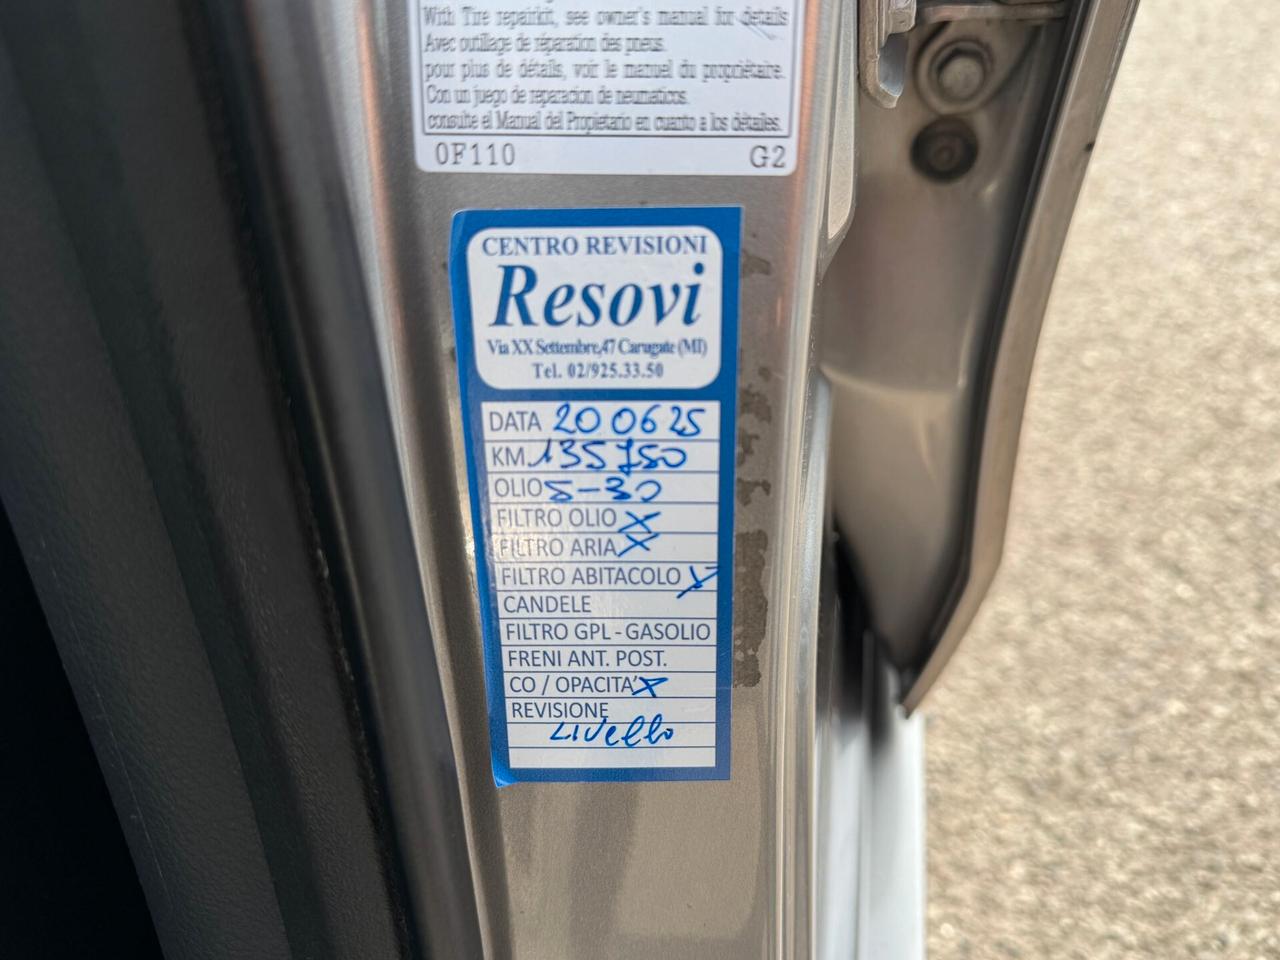 With Tire repairkit, see owner's manual for details
Avec outillage de réparation des pneus.
pour plus de détails, voir le manuel du propriétaire.
Con un juego de reparacion de neumaticos.
consulte el Manual del Propietario en cuanto a los détailes.
0F110 G2
CENTRO REVISIONI
Resovi
Via XX Settembre,47 Carugate (MI)
Tel. 02/925.33.50
DATA 20 06 25
KM 135750
OLIO 5-30
FILTRO OLIO X
FILTRO ARIA X
FILTRO ABITACOLO X
CANDELE
FILTRO GPL - GASOLIO
FRENI ANT. POST.
CO / OPACITA' X
REVISIONE
Livello